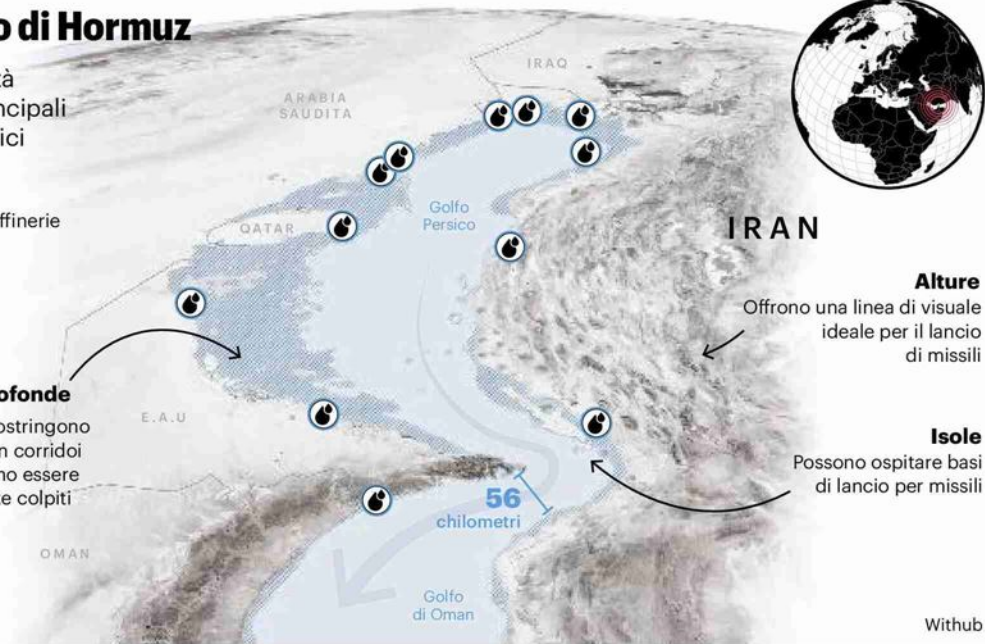 o di Hormuz
tà
ncipali
ici
ffinerie
IRAQ
ARABIA
SAUDITA
QATAR
Golfo
Persico
IRAN
Alture
Offrono una linea di visuale
ideale per il lancio
di missili
ofonde
ostringono
n corridoi
no essere
te colpiti
E.A.U
Isole
Possono ospitare basi
di lancio per missili
56
chilometri
OMAN
Golfo
di Oman
Withub